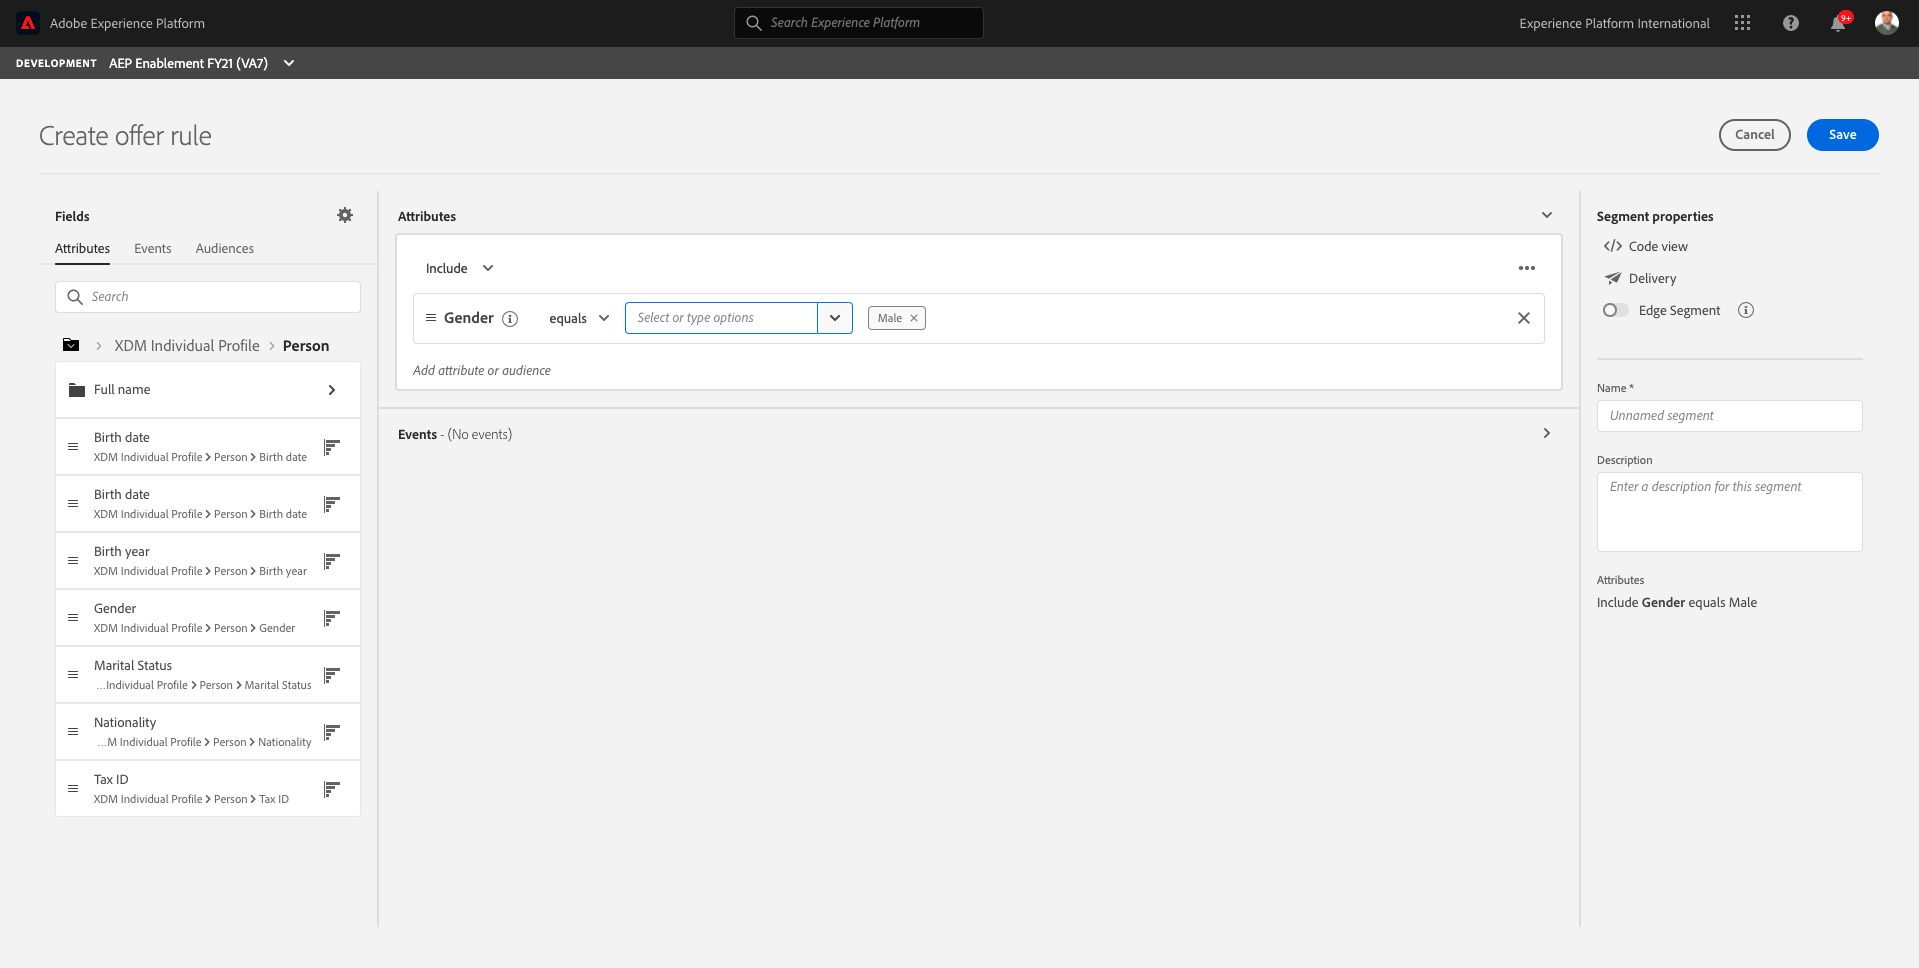 Adobe Experience Platform
Search Experience Platform
Experience Platform International
9+
DEVELOPMENT AEP Enablement FY21 (VA7)
Create offer rule
Cancel
Save
Fields
Attributes Events Audiences
Search
XDM Individual Profile > Person
Full name
Birth date
XDM Individual Profile > Person > Birth date
Birth date
XDM Individual Profile > Person > Birth date
Birth year
XDM Individual Profile > Person > Birth year
Gender
XDM Individual Profile > Person > Gender
Marital Status
...Individual Profile > Person > Marital Status
Nationality
...M Individual Profile > Person > Nationality
Tax ID
XDM Individual Profile > Person > Tax ID
Attributes
Include
Gender equals Select or type options Male
Add attribute or audience
Events - (No events)
Segment properties
Code view
Delivery
Edge Segment
Name *
Unnamed segment
Description
Enter a description for this segment
Attributes
Include Gender equals Male